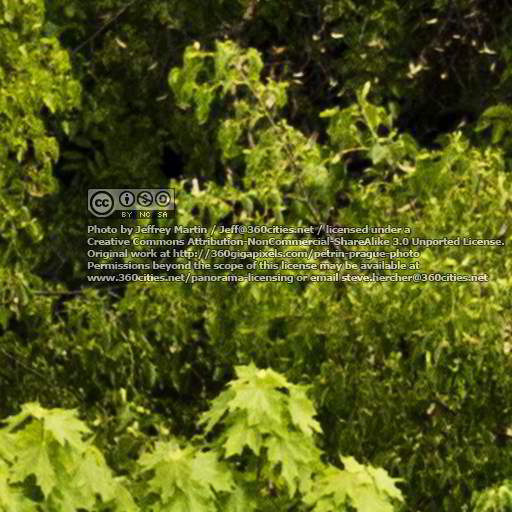 cc
BY NC SA
Photo by Jeffrey Martin / Jeff@360cities.net / licensed under a
Creative Commons Attribution-NonCommercial-ShareAlike 3.0 Unported License.
Original work at http://360gigapixels.com/petrin-prague-photo
Permissions beyond the scope of this license may be available at
www.360cities.net/panorama-licensing or email steve.hercher@360cities.net